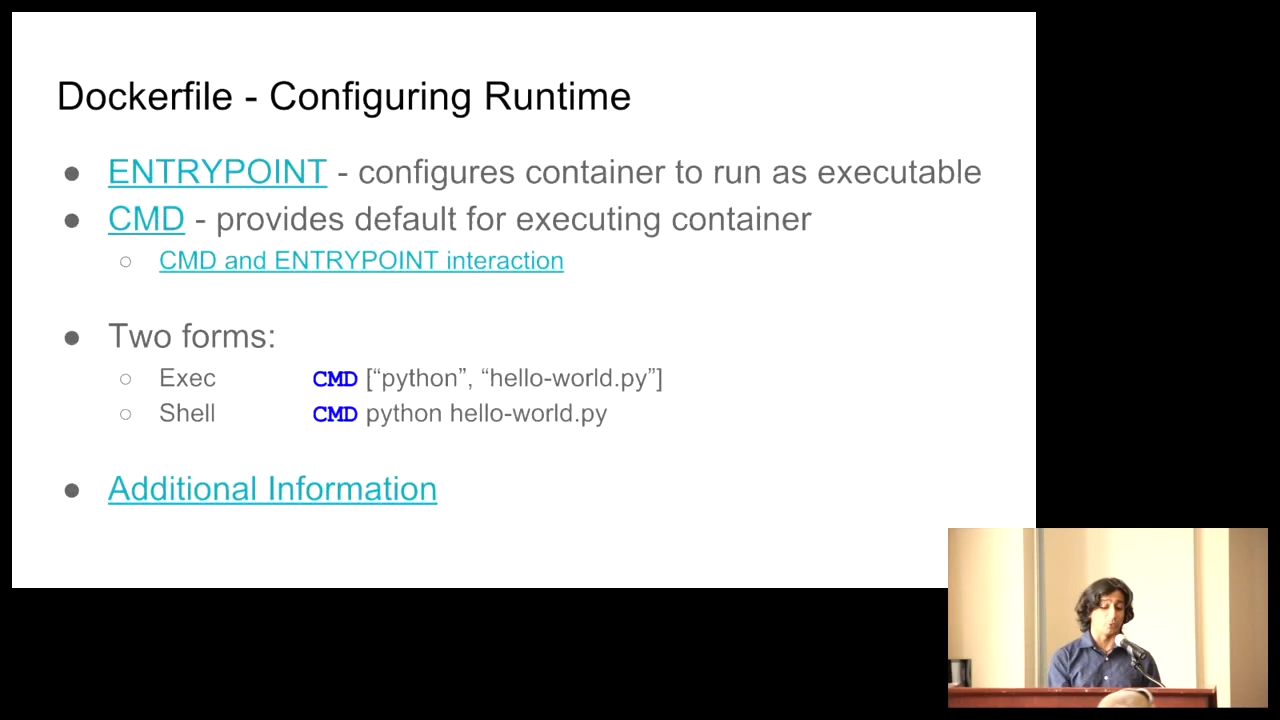 Dockerfile - Configuring Runtime
● ENTRYPOINT - configures container to run as executable
● CMD - provides default for executing container
○ CMD and ENTRYPOINT interaction
● Two forms:
○ Exec CMD [“python”, “hello-world.py”]
○ Shell CMD python hello-world.py
● Additional Information